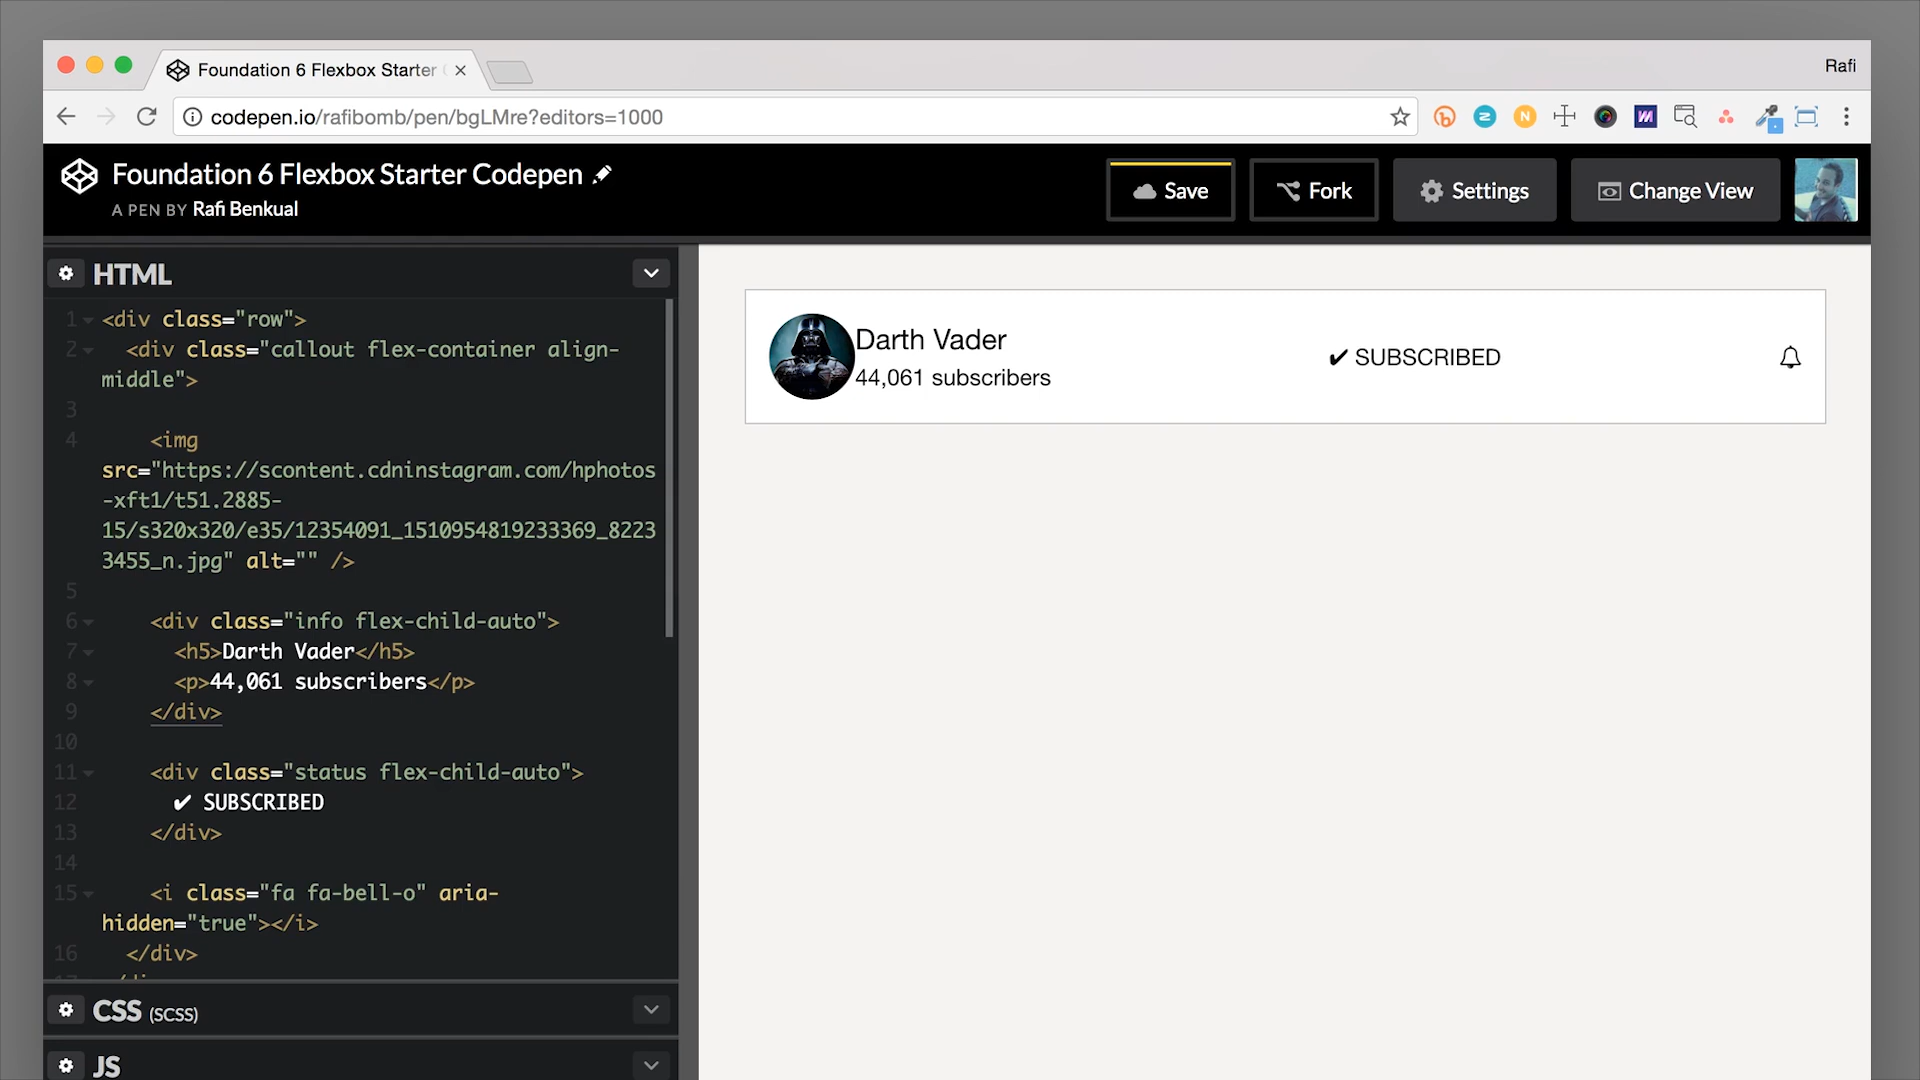 Foundation 6 Flexbox Starter
Rafi
codepen.io/rafibomb/pen/bgLMre?editors=1000
Foundation 6 Flexbox Starter Codepen
A PEN BY Rafi Benkual
Save
Fork
Settings
Change View
HTML
1 <div class="row">
2 <div class="callout flex-container align-
middle">
3
4 <img
src="https://scontent.cdninstagram.com/hphotos
-xft1/t51.2885-
15/s320x320/e35/12354091_1510954819233369_8223
3455_n.jpg" alt="" />
5
6 <div class="info flex-child-auto">
7 <h5>Darth Vader</h5>
8 <p>44,061 subscribers</p>
9 </div>
10
11 <div class="status flex-child-auto">
12 ✔ SUBSCRIBED
13 </div>
14
15 <i class="fa fa-bell-o" aria-
hidden="true"></i>
16 </div>
CSS (SCSS)
JS
Darth Vader
44,061 subscribers
✔ SUBSCRIBED